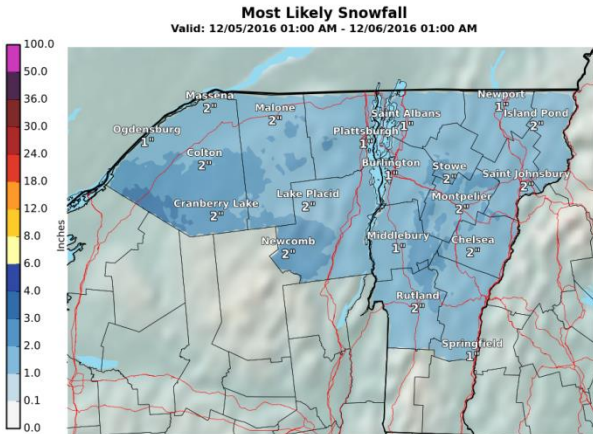 Most Likely Snowfall
Valid: 12/05/2016 01:00 AM - 12/06/2016 01:00 AM
100.0
50.0
36.0
30.0
24.0
18.0
12.0
8.0
6.0
4.0
3.0
2.0
1.0
0.1
0.0
Inches
Massena
2"
Malone
2"
Ogdensburg
1"
Colton
2"
Cranberry Lake
2"
Lake Placid
2"
Newcomb
2"
Plattsburgh
1"
Saint Albans
1"
Newport
1"
Island Pond
2"
Burlington
1"
Stowe
2"
Saint Johnsbury
2"
Montpelier
2"
Middlebury
1"
Chelsea
2"
Rutland
2"
Springfield
1"